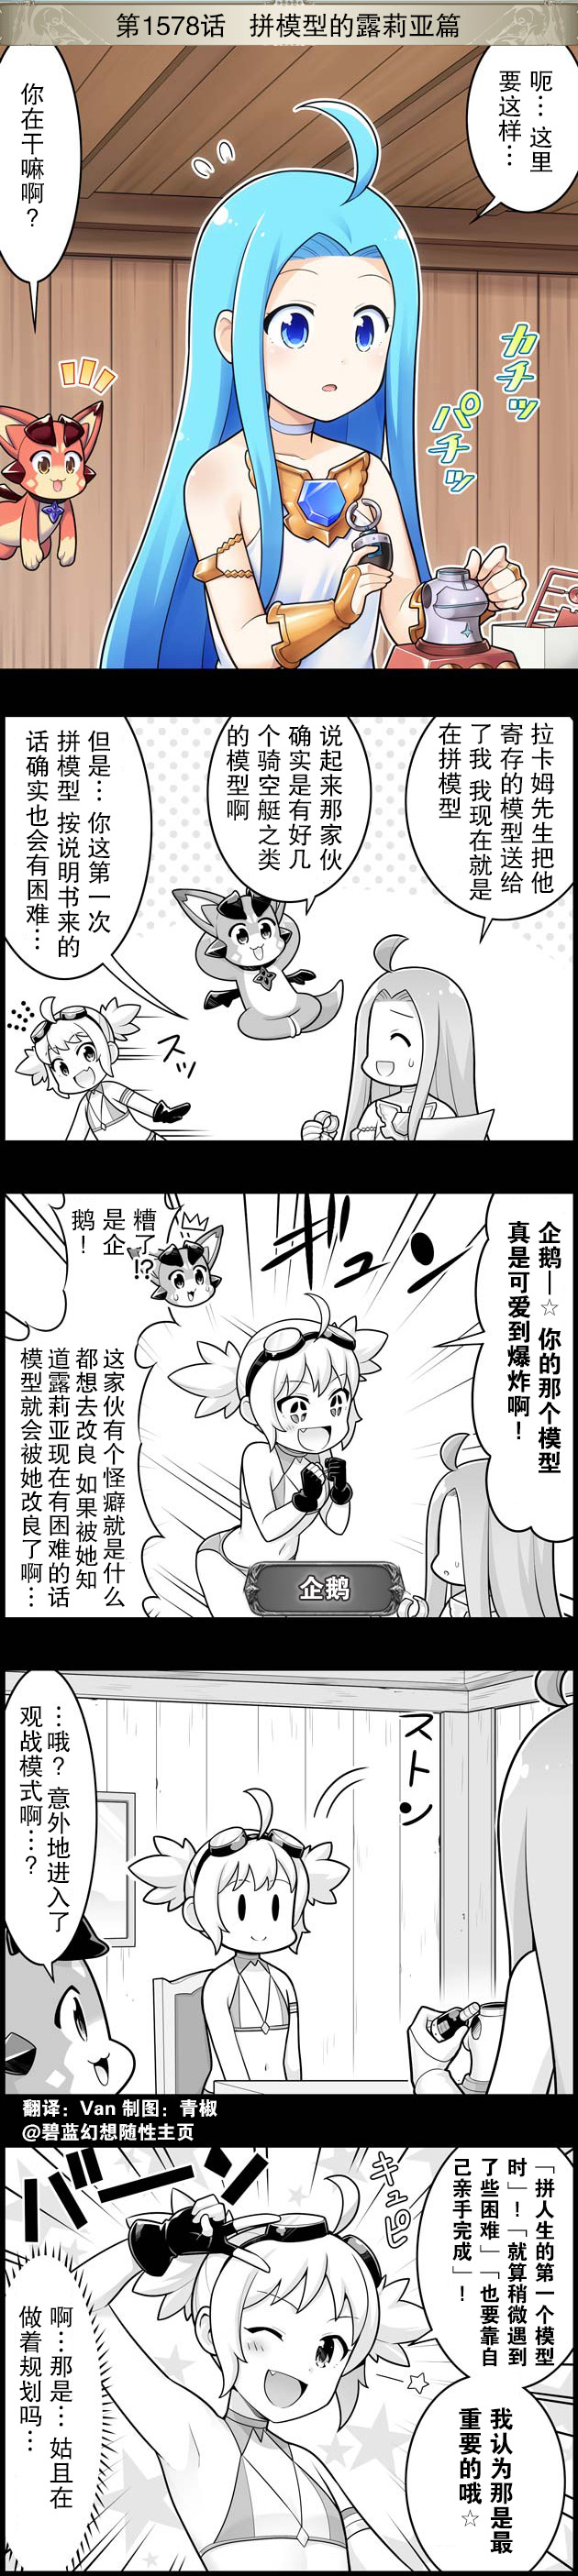 第1578话 拼模型的露莉亚篇
呃…这里
要这样…
你在干嘛啊？
カチッ
パチッ
拉卡姆先生把他
寄存的模型送给
了我 我现在就是
在拼模型
说起来那家伙
确实是有好几
个骑空艇之类
的模型啊
但是…你这第一次
拼模型 按说明书来的
话确实也会有困难…
スッ
企鹅—☆ 你的那个模型
真是可爱到爆炸啊！
ズンッ
糟了!?
是企
鹅！
这家伙有个怪癖就是什么
都想去改良 如果被她知
道露莉亚现在有困难的话
模型就会被她改良了啊…
企鹅
ストン
…哦？意外地进入了
观战模式啊…？
翻译：Van 制图：青椒
@碧蓝幻想随性主页
「拼人生的第一个模型
时」！「就算稍微遇到
了些困难」「也要靠自
己亲手完成」！
キュピ
バーン
我认为那是最
重要的哦☆
啊…那是…姑且在
做着规划吗…